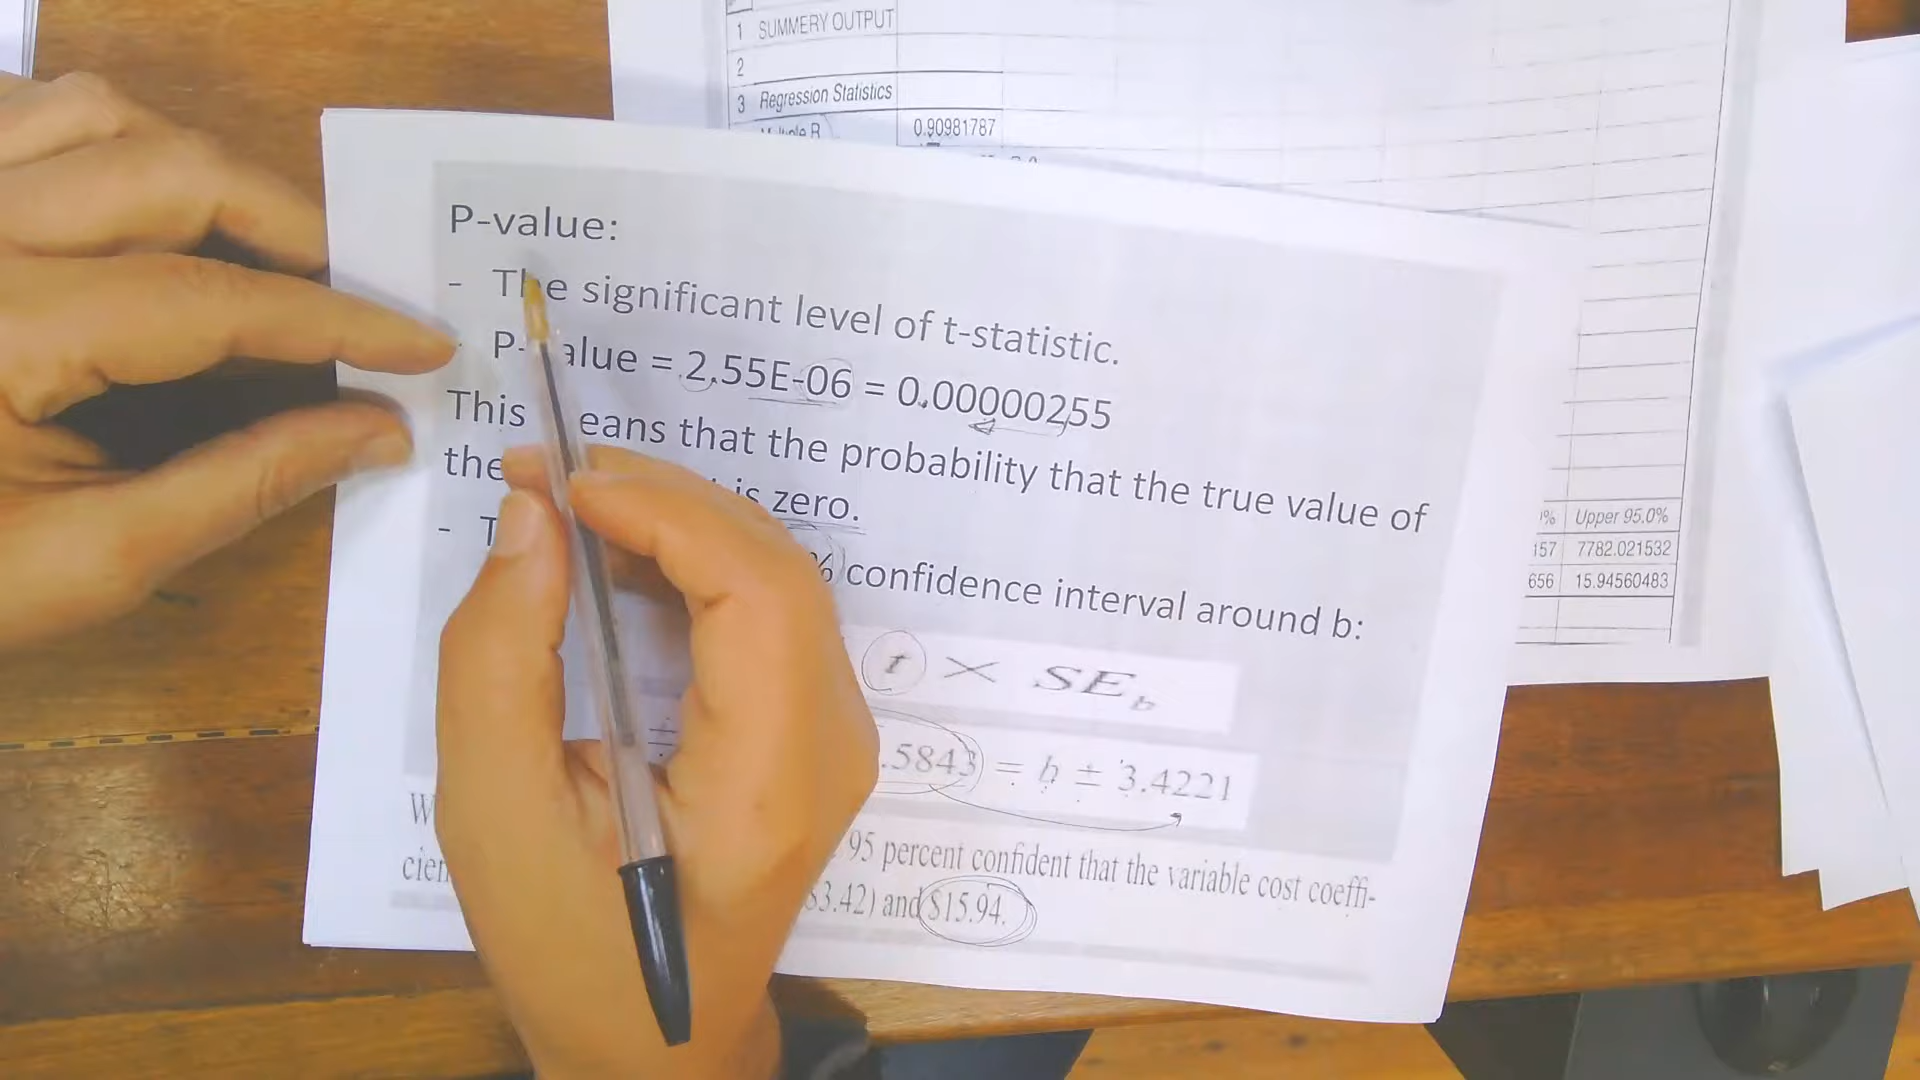 1 SUMMERY OUTPUT
2
3 Regression Statistics
R 0.90981787
P-value:
- The significant level of t-statistic.
P- alue = 2.55E-06 = 0.00000255
This eans that the probability that the true value of
the is zero.
- T % confidence interval around b:
t × SE b
.5843 = b ± 3.4221
W 95 percent confident that the variable cost coeffi-
cien $3.42) and $15.94.
% Upper 95.0%
157 7782.021532
656 15.94560483